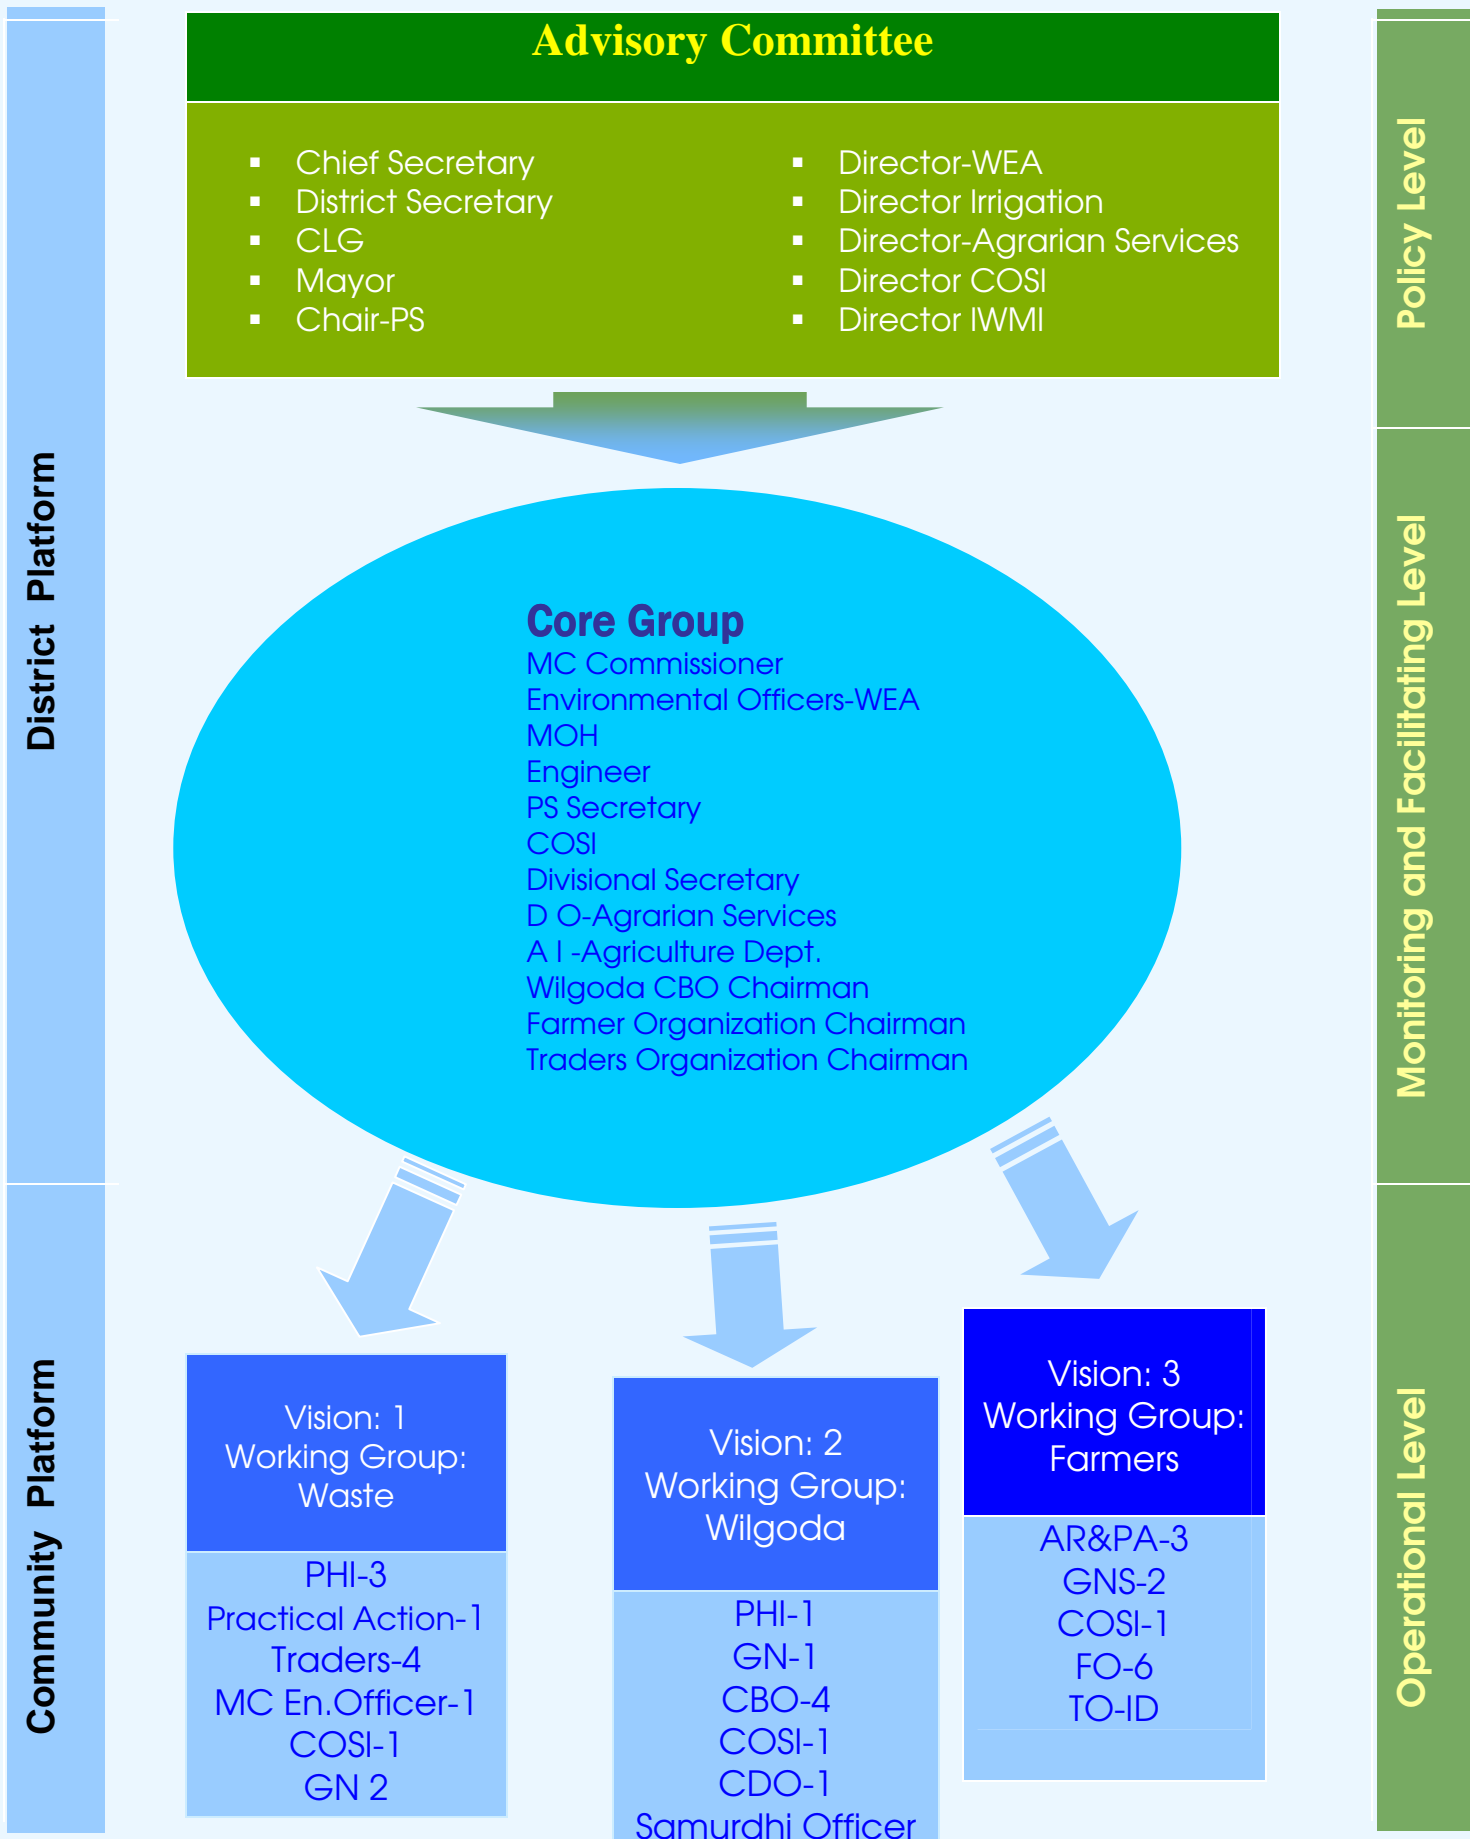 Advisory Committee
Chief Secretary
District Secretary
CLG
Mayor
Chair-PS
Director-WEA
Director Irrigation
Director-Agrarian Services
Director COSI
Director IWMI
Policy Level
District Platform
Core Group
MC Commissioner
Environmental Officers-WEA
MOH
Engineer
PS Secretary
COSI
Divisional Secretary
D O-Agrarian Services
A I -Agriculture Dept.
Wilgoda CBO Chairman
Farmer Organization Chairman
Traders Organization Chairman
Monitoring and Facilitating Level
Community Platform
Vision: 1
Working Group:
Waste
PHI-3
Practical Action-1
Traders-4
MC En.Officer-1
COSI-1
GN 2
Vision: 2
Working Group:
Wilgoda
PHI-1
GN-1
CBO-4
COSI-1
CDO-1
Samurdhi Officer
Vision: 3
Working Group:
Farmers
AR&PA-3
GNS-2
COSI-1
FO-6
TO-ID
Operational Level